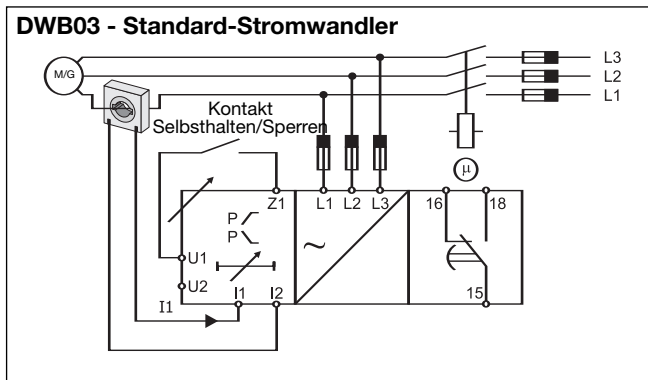 DWB03 - Standard-Stromwandler
M/G
L3
L2
L1
Kontakt
Selbsthalten/Sperren
μ
Z1 L1 L2 L3 16 18
P
P
~
U1
U2
I1 I1 I2 15